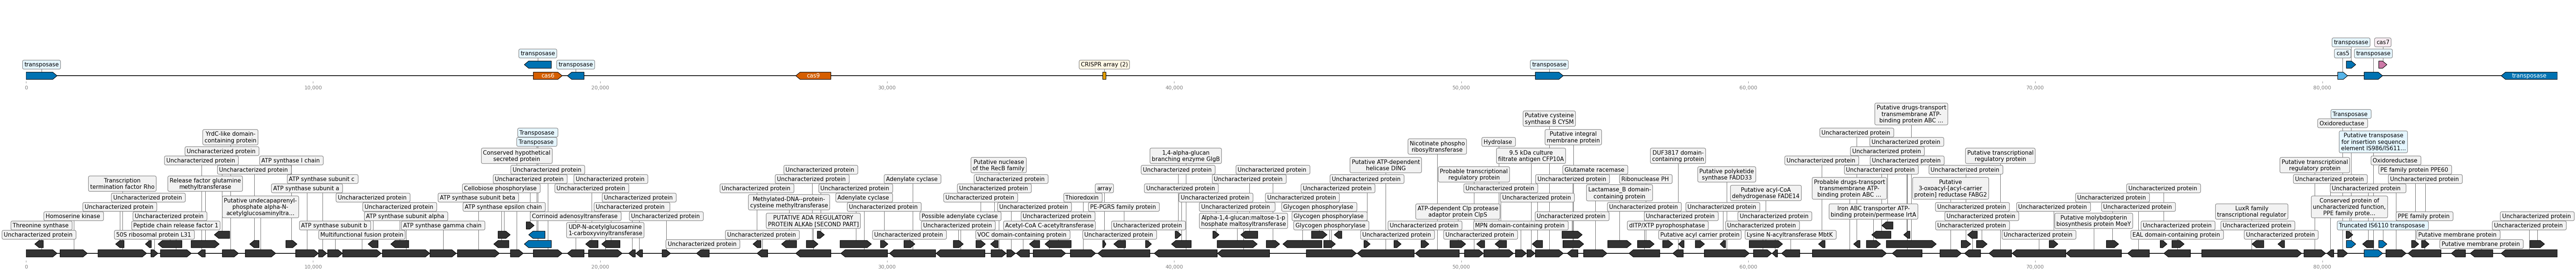 transposase
cas7
transposase
cas5
transposase
transposase
transposase
CRISPR array (2)
transposase
transposase
cas6
cas9
transposase
0
10,000
20,000
30,000
40,000
50,000
60,000
70,000
80,000
Putative drugs-transport
transmembrane ATP-
binding protein ABC ...
Putative cysteine
synthase B CYSM
Transposase
Oxidoreductase
YrdC-like domain-
containing protein
Transposase
Transposase
Putative integral
membrane protein
Uncharacterized protein
Putative transposase
for insertion sequence
element IS986/IS611...
Nicotinate phospho
ribosyltransferase
Hydrolase
Uncharacterized protein
Uncharacterized protein
Conserved hypothetical
secreted protein
1,4-alpha-glucan
branching enzyme GlgB
9.5 kDa culture
filtrate antigen CFP10A
DUF3817 domain-
containing protein
Uncharacterized protein
Putative transcriptional
regulatory protein
Uncharacterized protein
ATP synthase I chain
Putative nuclease
of the RecB family
Putative ATP-dependent
helicase DING
Uncharacterized protein
Uncharacterized protein
Putative transcriptional
regulatory protein
Oxidoreductase
Uncharacterized protein
Uncharacterized protein
Uncharacterized protein
Uncharacterized protein
Uncharacterized protein
Probable transcriptional
regulatory protein
Glutamate racemase
Putative polyketide
synthase FADD33
Uncharacterized protein
PE family protein PPE60
Transcription
termination factor Rho
Release factor glutamine
methyltransferase
ATP synthase subunit c
Uncharacterized protein
Uncharacterized protein
Uncharacterized protein
Adenylate cyclase
Uncharacterized protein
Uncharacterized protein
Uncharacterized protein
Uncharacterized protein
Ribonuclease PH
Uncharacterized protein
Uncharacterized protein
ATP synthase subunit a
Cellobiose phosphorylase
Uncharacterized protein
Uncharacterized protein
Uncharacterized protein
Uncharacterized protein
Uncharacterized protein
Uncharacterized protein
Uncharacterized protein
Lactamase_B domain-
containing protein
Putative acyl-CoA
dehydrogenase FADE14
Probable drugs-transport
transmembrane ATP-
binding protein ABC ...
Putative
3-oxoacyl-[acyl-carrier
protein] reductase FABG2
Uncharacterized protein
Uncharacterized protein
Putative undecaprenyl-
phosphate alpha-N-
acetylglucosaminyltra...
Uncharacterized protein
ATP synthase subunit beta
Uncharacterized protein
Methylated-DNA--protein-
cysteine methyltransferase
Adenylate cyclase
Uncharacterized protein
Thioredoxin
array
Uncharacterized protein
Uncharacterized protein
Uncharacterized protein
Uncharacterized protein
Conserved protein of
uncharacterized function,
PPE family prote...
Uncharacterized protein
ATP synthase epsilon chain
Uncharacterized protein
Uncharacterized protein
Uncharacterized protein
PE-PGRS family protein
Uncharacterized protein
Glycogen phosphorylase
ATP-dependent Clp protease
adaptor protein ClpS
Uncharacterized protein
Uncharacterized protein
Iron ABC transporter ATP-
binding protein/permease IrtA
Uncharacterized protein
Uncharacterized protein
Uncharacterized protein
LuxR family
transcriptional regulator
Homoserine kinase
Uncharacterized protein
ATP synthase subunit alpha
Corrinoid adenosyltransferase
Uncharacterized protein
PUTATIVE ADA REGULATORY
PROTEIN ALKAb [SECOND PART]
Possible adenylate cyclase
Uncharacterized protein
Alpha-1,4-glucan:maltose-1-p
hosphate maltosyltransferase
Glycogen phosphorylase
Uncharacterized protein
Uncharacterized protein
Uncharacterized protein
Uncharacterized protein
Putative molybdopterin
biosynthesis protein MoeY
PPE family protein
Uncharacterized protein
Threonine synthase
Peptide chain release factor 1
ATP synthase subunit b
ATP synthase gamma chain
UDP-N-acetylglucosamine
1-carboxyvinyltransferase
Uncharacterized protein
Acetyl-CoA C-acetyltransferase
Uncharacterized protein
Glycogen phosphorylase
Uncharacterized protein
MPN domain-containing protein
dITP/XTP pyrophosphatase
Uncharacterized protein
Uncharacterized protein
Uncharacterized protein
Uncharacterized protein
Truncated IS6110 transposase
Uncharacterized protein
Uncharacterized protein
50S ribosomal protein L31
Multifunctional fusion protein
Uncharacterized protein
Uncharacterized protein
VOC domain-containing protein
Uncharacterized protein
Uncharacterized protein
Uncharacterized protein
Putative acyl carrier protein
Lysine N-acyltransferase MbtK
Uncharacterized protein
EAL domain-containing protein
Uncharacterized protein
Putative membrane protein
Uncharacterized protein
Putative membrane protein